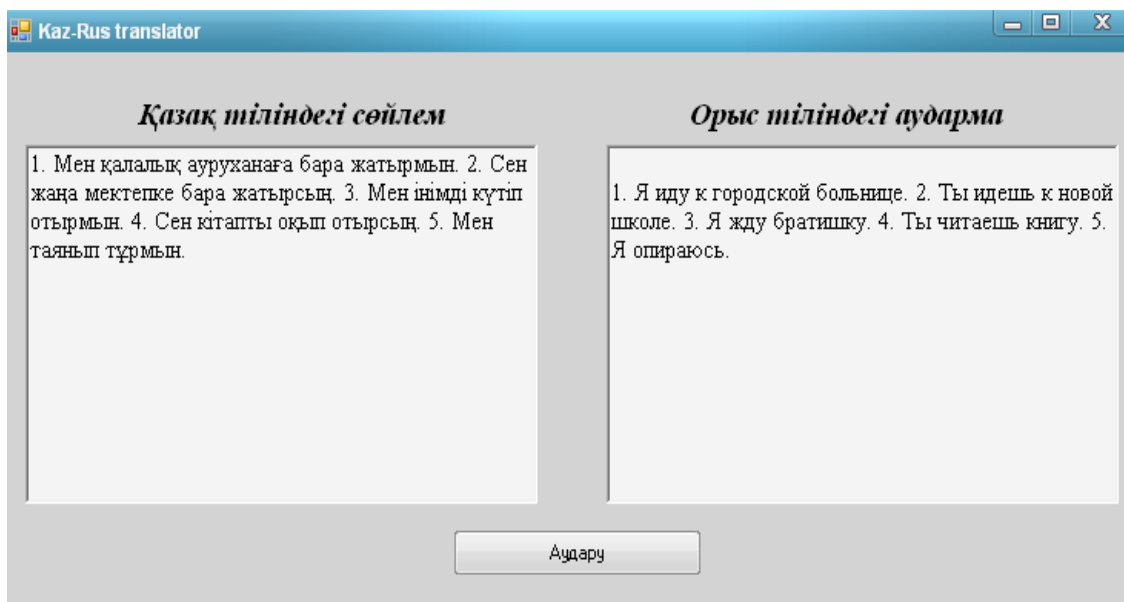 Kaz-Rus translator
Қазақ тіліндегі сөйлем
1. Мен қалалық ауруханаға бара жатырмын. 2. Сен
жаңа мектепке бара жатырсың. 3. Мен інімді күтіп
отырмын. 4. Сен кітапты оқып отырсың. 5. Мен
таянып тұрмын.
Орыс тіліндегі аударма
1. Я иду к городской больнице. 2. Ты идешь к новой
школе. 3. Я жду братишку. 4. Ты читаешь книгу. 5.
Я опираюсь.
Аудару